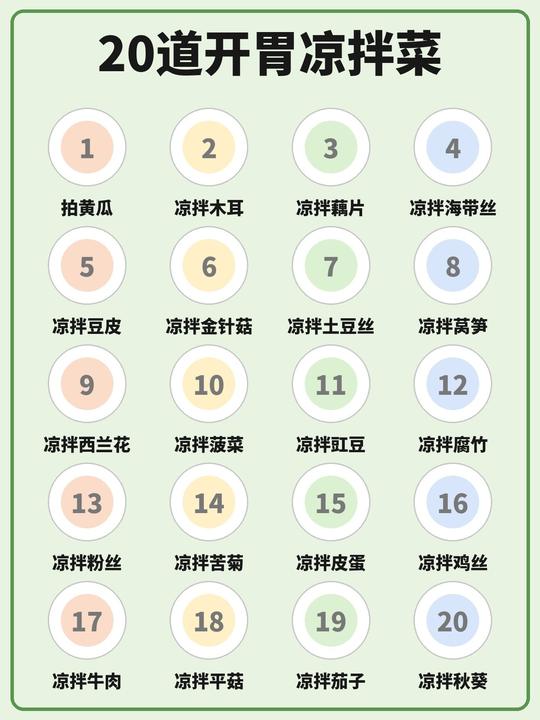 20道开胃凉拌菜
1 2 3 4
拍黄瓜 凉拌木耳 凉拌藕片 凉拌海带丝
5 6 7 8
凉拌豆皮 凉拌金针菇 凉拌土豆丝 凉拌莴笋
9 10 11 12
凉拌西兰花 凉拌菠菜 凉拌豇豆 凉拌腐竹
13 14 15 16
凉拌粉丝 凉拌苦菊 凉拌皮蛋 凉拌鸡丝
17 18 19 20
凉拌牛肉 凉拌平菇 凉拌茄子 凉拌秋葵